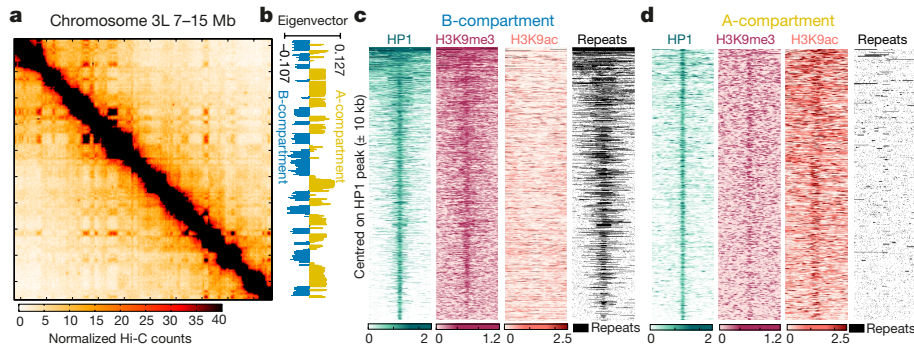 a
Chromosome 3L 7–15 Mb
0 5 10 15 20 25 30 35 40
Normalized Hi-C counts
b
Eigenvector
–0.107
0.127
B-compartment
A-compartment
c
B-compartment
HP1 H3K9me3 H3K9ac Repeats
Centred on HP1 peak (± 10 kb)
0 2 0 1.2 0 2.5 Repeats
d
A-compartment
HP1 H3K9me3 H3K9ac Repeats
0 2 0 1.2 0 2.5 Repeats